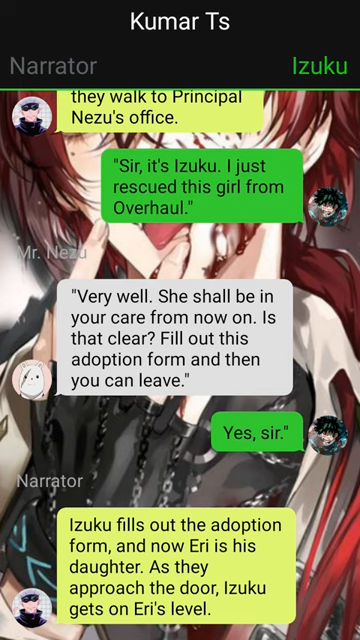 Kumar Ts
Narrator
Izuku
they walk to Principal
Nezu's office.
"Sir, it's Izuku. I just
rescued this girl from
Overhaul."
Mr. Nezu
"Very well. She shall be in
your care from now on. Is
that clear? Fill out this
adoption form and then
you can leave."
Yes, sir."
Narrator
Izuku fills out the adoption
form, and now Eri is his
daughter. As they
approach the door, Izuku
gets on Eri's level.